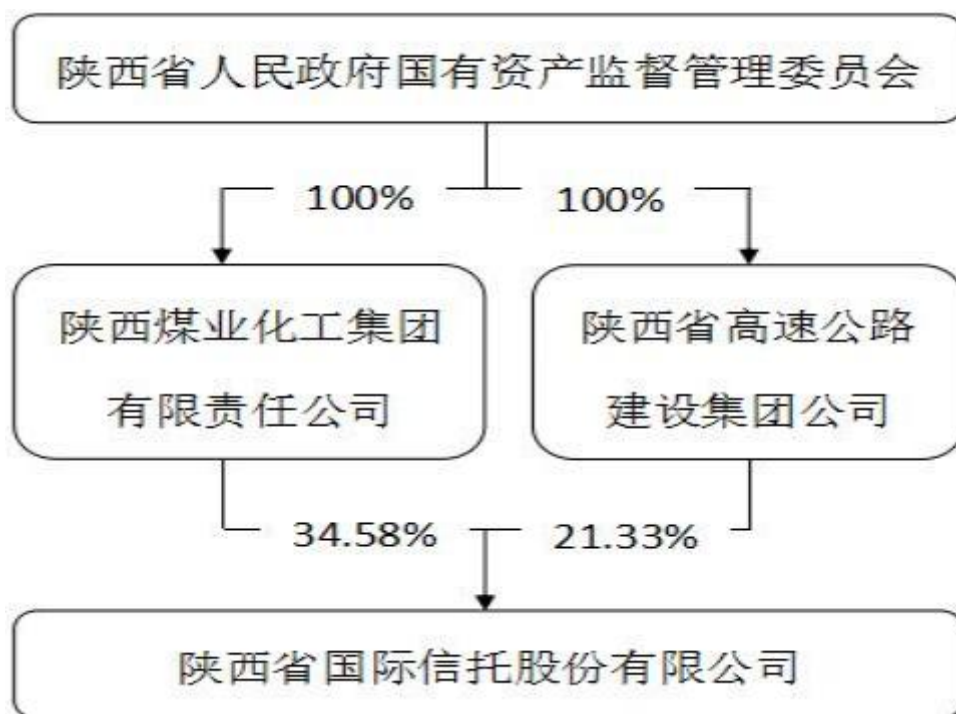 陕西省人民政府国有资产监督管理委员会
100%
100%
陕西煤业化工集团
有限责任公司
陕西省高速公路
建设集团公司
34.58%
21.33%
陕西省国际信托股份有限公司